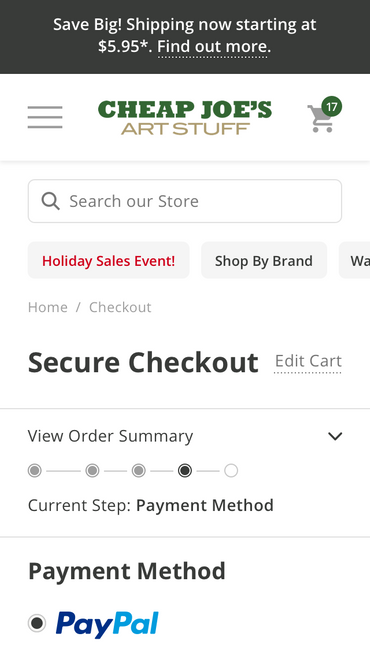 Save Big! Shipping now starting at
$5.95*. Find out more.
CHEAP JOE'S
ART STUFF
17
Search our Store
Holiday Sales Event!
Shop By Brand
Wa
Home / Checkout
Secure Checkout
Edit Cart
View Order Summary
Current Step: Payment Method
Payment Method
PayPal